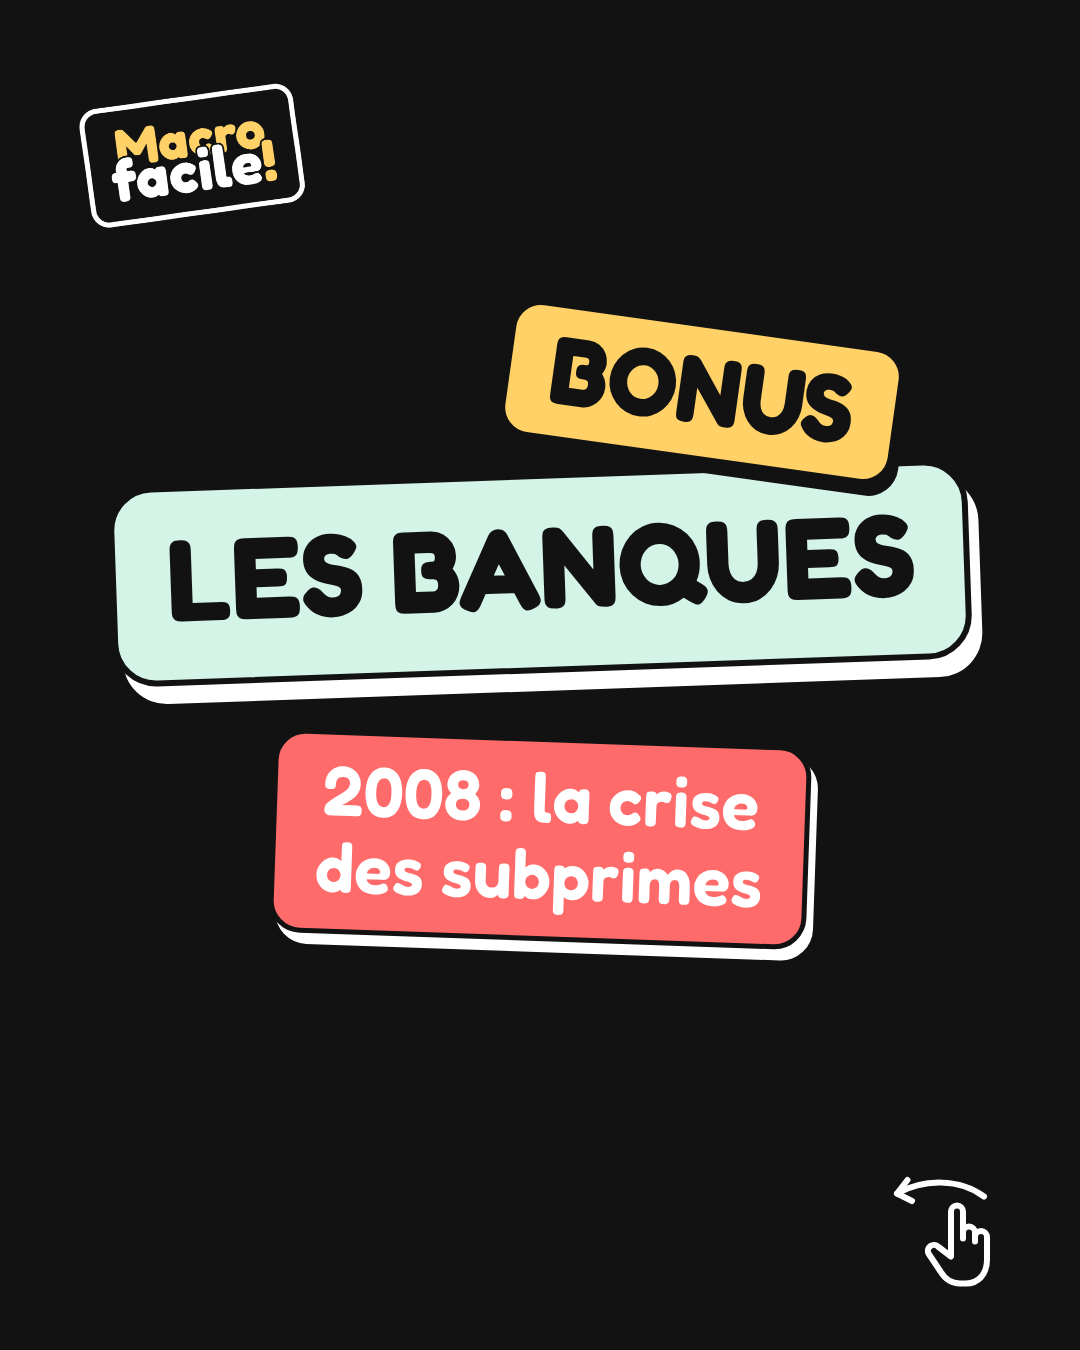 Macro
facile!
BONUS
LES BANQUES
2008 : la crise
des subprimes